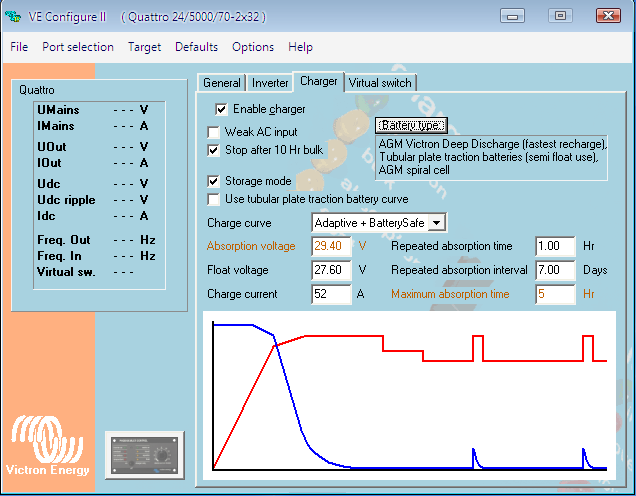 VE Configure II ( Quattro 24/5000/70-2x32 )
File Port selection Target Defaults Options Help
Quattro
UMains - - - V
IMains - - - A
UOut - - - V
IOut - - - A
Udc - - - V
Udc ripple - - - V
Idc - - - A
Freq. Out - - - Hz
Freq. In - - - Hz
Virtual sw. - - -
General Inverter Charger Virtual switch
Enable charger
Weak AC input
Stop after 10 Hr bulk
Battery type:
AGM Victron Deep Discharge (fastest recharge),
Tubular plate traction batteries (semi float use),
AGM spiral cell
Storage mode
Use tubular plate traction battery curve
Charge curve Adaptive + BatterySafe
Absorption voltage 29.40 V Repeated absorption time 1.00 Hr
Float voltage 27.60 V Repeated absorption interval 7.00 Days
Charge current 52 A Maximum absorption time 5 Hr
Victron Energy